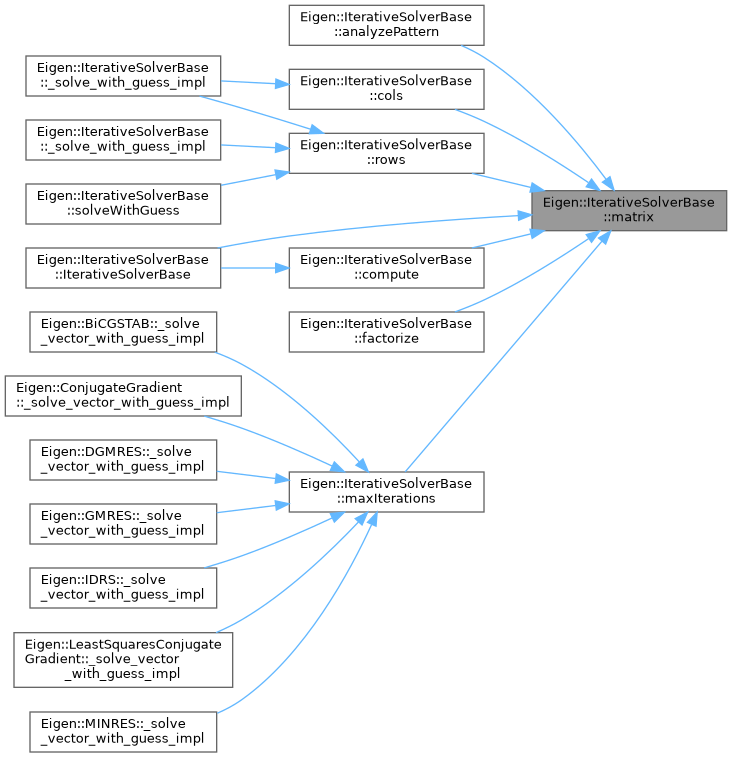 Eigen::IterativeSolverBase
::analyzePattern
Eigen::IterativeSolverBase
::_solve_with_guess_impl
Eigen::IterativeSolverBase
::cols
Eigen::IterativeSolverBase
::_solve_with_guess_impl
Eigen::IterativeSolverBase
::rows
Eigen::IterativeSolverBase
::solveWithGuess
Eigen::IterativeSolverBase
::matrix
Eigen::IterativeSolverBase
::IterativeSolverBase
Eigen::IterativeSolverBase
::compute
Eigen::BiCGSTAB::_solve
_vector_with_guess_impl
Eigen::IterativeSolverBase
::factorize
Eigen::ConjugateGradient
::_solve_vector_with_guess_impl
Eigen::DGMRES::_solve
_vector_with_guess_impl
Eigen::IterativeSolverBase
::maxIterations
Eigen::GMRES::_solve
_vector_with_guess_impl
Eigen::IDRS::_solve
_vector_with_guess_impl
Eigen::LeastSquaresConjugate
Gradient::_solve_vector
_with_guess_impl
Eigen::MINRES::_solve
_vector_with_guess_impl